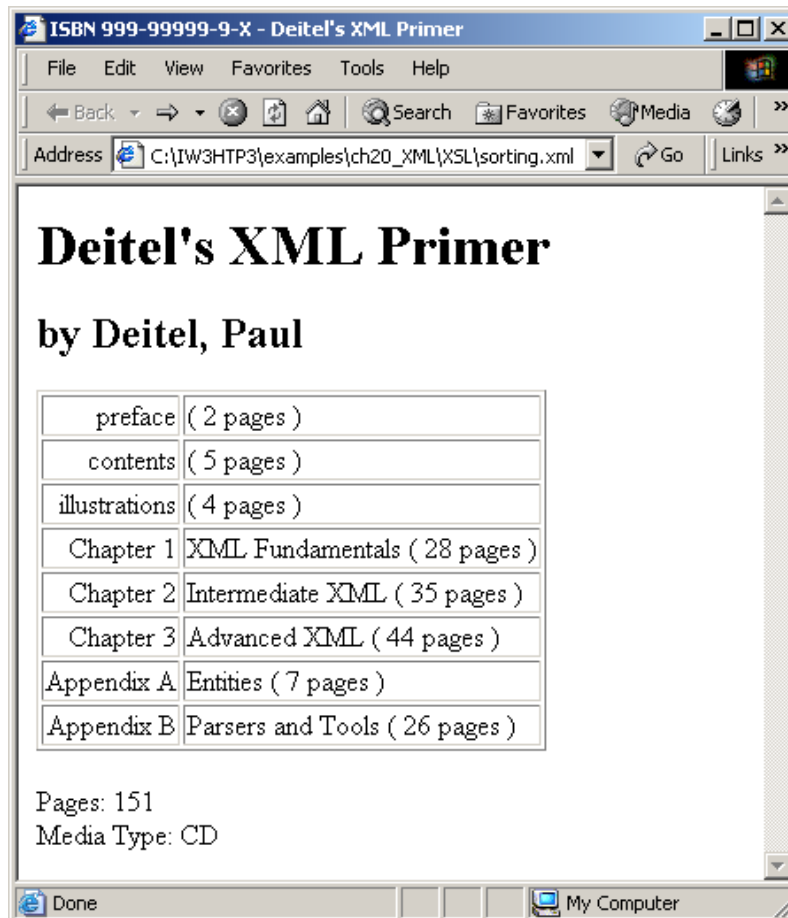 ISBN 999-99999-9-X - Deitel's XML Primer
File Edit View Favorites Tools Help
Back Search Favorites Media »
Address C:\IW3HTP3\examples\ch20_XML\XSL\sorting.xml Go Links »
Deitel's XML Primer
by Deitel, Paul
preface ( 2 pages )
contents ( 5 pages )
illustrations ( 4 pages )
Chapter 1 XML Fundamentals ( 28 pages )
Chapter 2 Intermediate XML ( 35 pages )
Chapter 3 Advanced XML ( 44 pages )
Appendix A Entities ( 7 pages )
Appendix B Parsers and Tools ( 26 pages )
Pages: 151
Media Type: CD
Done My Computer